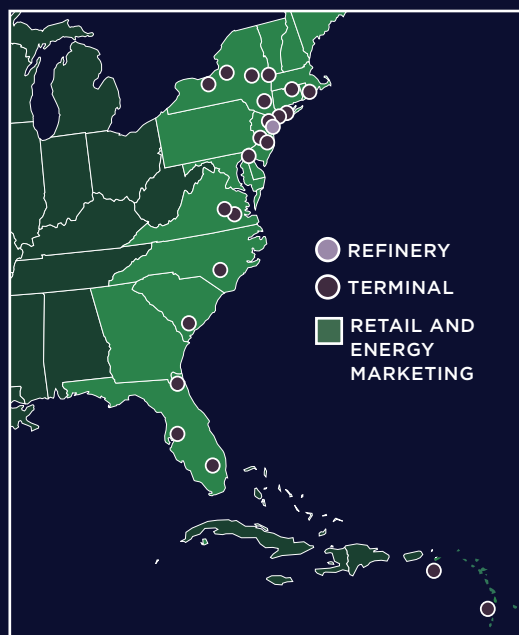 REFINERY
TERMINAL
RETAIL AND
ENERGY
MARKETING